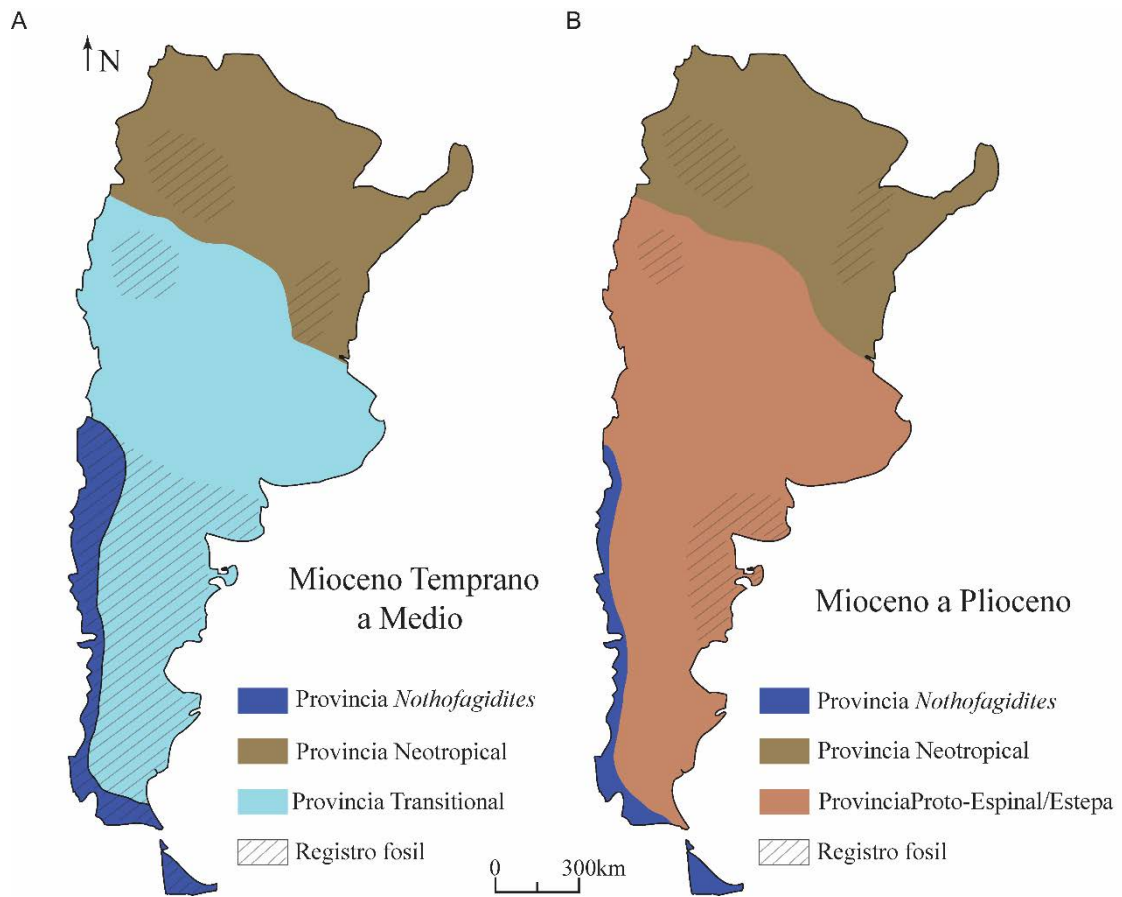 A
B
N
Mioceno Temprano
a Medio
Provincia Nothofagidites
Provincia Neotropical
Provincia Transitional
Registro fosil
0 300km
Mioceno a Plioceno
Provincia Nothofagidites
Provincia Neotropical
ProvinciaProto-Espinal/Estepa
Registro fosil